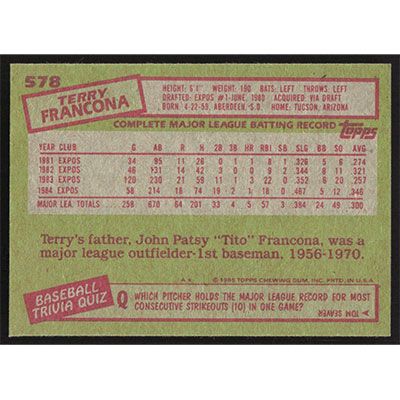 578
TERRY
FRANCONA
HEIGHT: 6'1" WEIGHT: 190 BATS: LEFT THROWS: LEFT
DRAFTED: EXPOS #1-JUNE, 1980 ACQUIRED: VIA DRAFT
BORN: 4-22-59, ABERDEEN, S.D. HOME: TUCSON, ARIZONA
COMPLETE MAJOR LEAGUE BATTING RECORD Topps
YEAR CLUB G AB R H 2B 3B HR RBI SB BB SO SLG AVG
1981 EXPOS 34 95 11 26 0 1 1 8 1 5 6 .326 .274
1982 EXPOS 46 131 14 42 3 0 0 9 2 8 11 .344 .321
1983 EXPOS 120 230 21 59 11 1 3 22 0 6 20 .352 .257
1984 EXPOS 58 214 18 74 19 2 1 18 0 5 12 .467 .346
MAJOR LEA. TOTALS 258 670 64 201 33 4 5 57 3 24 49 .300
Terry's father, John Patsy "Tito" Francona, was a
major league outfielder-1st baseman, 1956-1970.
© 1985 TOPPS CHEWING GUM, INC. PRTD. IN U.S.A.
BASEBALL
TRIVIA QUIZ
Q WHICH PITCHER HOLDS THE MAJOR LEAGUE RECORD FOR MOST
CONSECUTIVE STRIKEOUTS (10) IN ONE GAME?
A TOM SEAVER